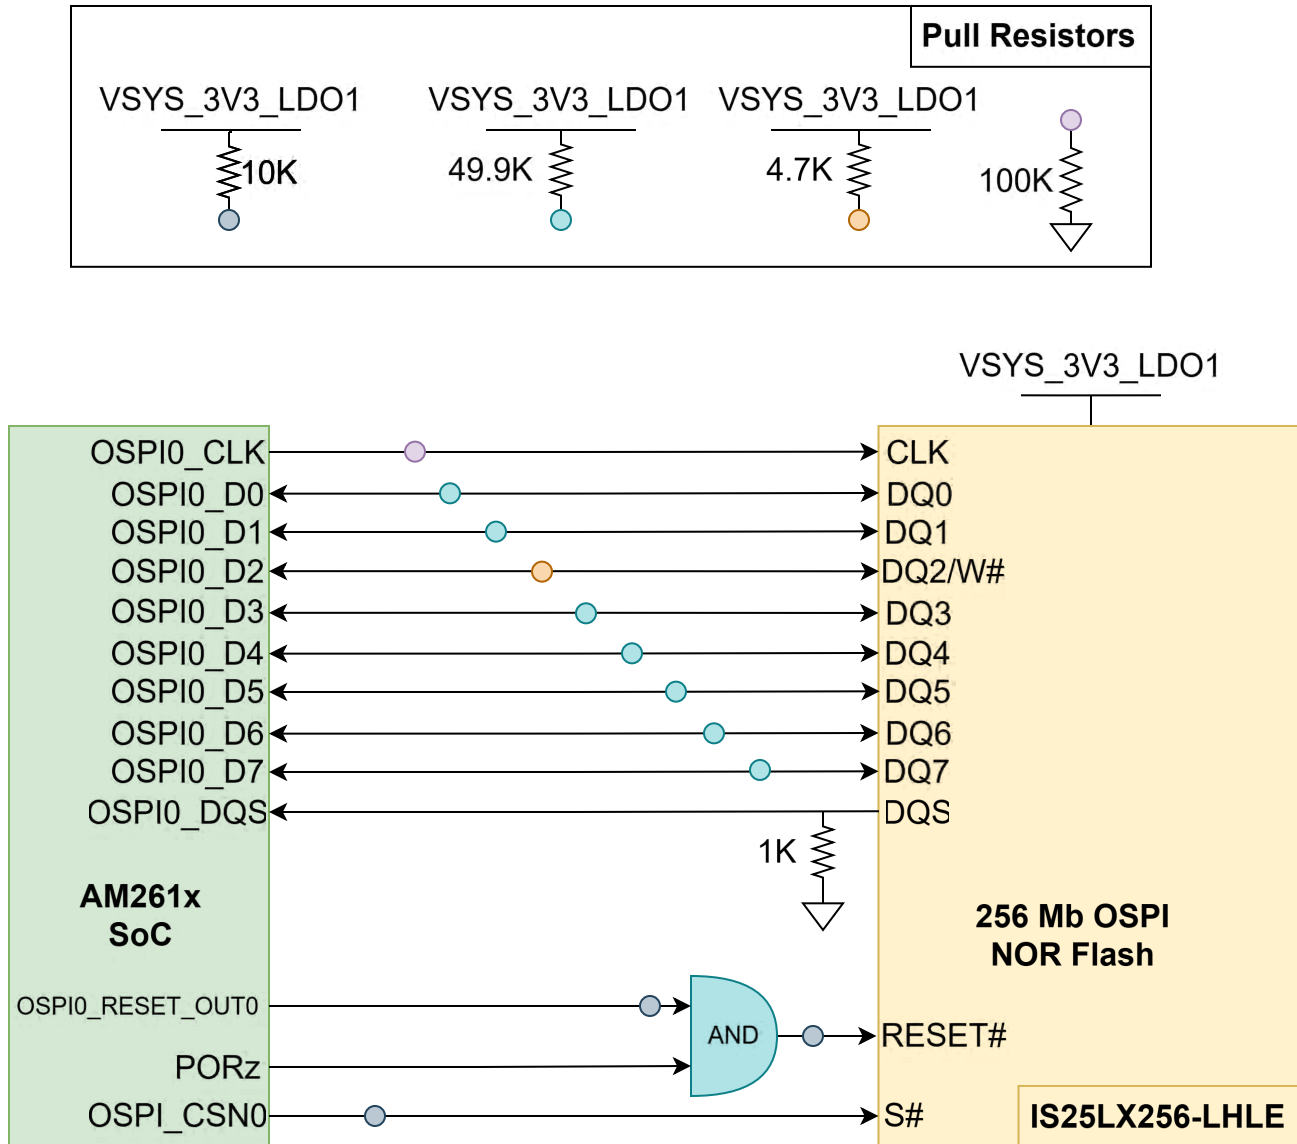 Pull Resistors
VSYS_3V3_LDO1 VSYS_3V3_LDO1 VSYS_3V3_LDO1
10K 49.9K 4.7K 100K
VSYS_3V3_LDO1
OSPI0_CLK CLK
OSPI0_D0 DQ0
OSPI0_D1 DQ1
OSPI0_D2 DQ2/W#
OSPI0_D3 DQ3
OSPI0_D4 DQ4
OSPI0_D5 DQ5
OSPI0_D6 DQ6
OSPI0_D7 DQ7
OSPI0_DQS DQS
1K
AM261x
SoC
256 Mb OSPI
NOR Flash
OSPI0_RESET_OUT0
AND
RESET#
PORz
OSPI_CSN0 S#
IS25LX256-LHLE